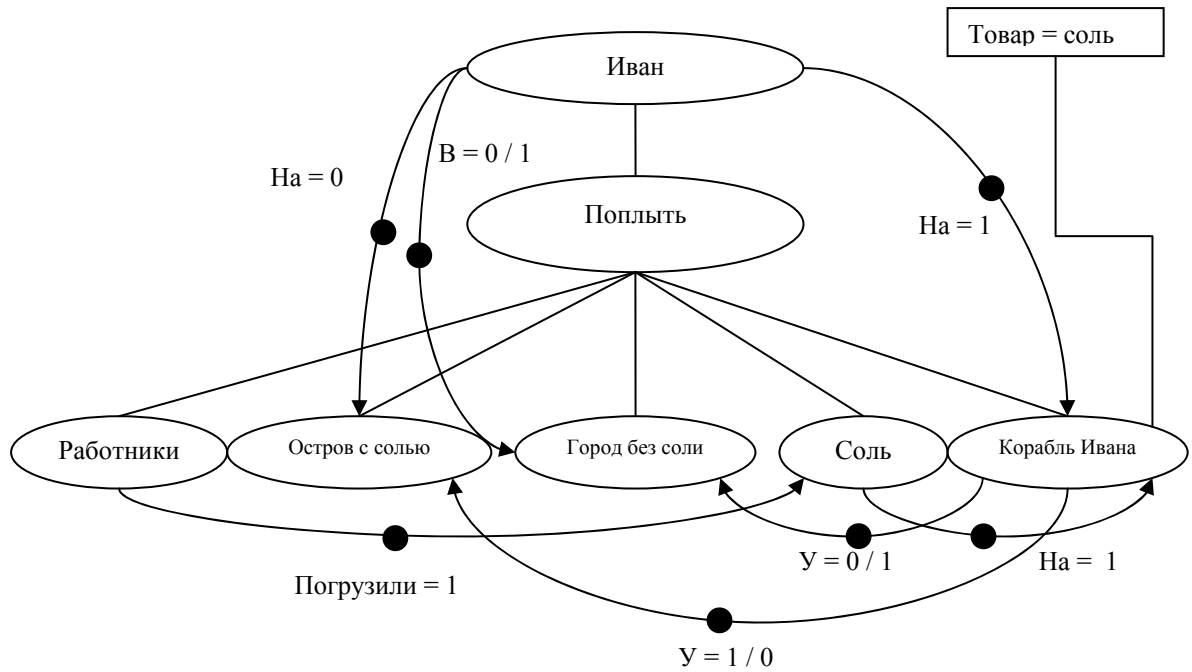 Товар = соль
Иван
В = 0 / 1
На = 0
Поплыть
На = 1
Работники
Остров с солью
Город без соли
Соль
Корабль Ивана
У = 0 / 1
На = 1
Погрузили = 1
У = 1 / 0